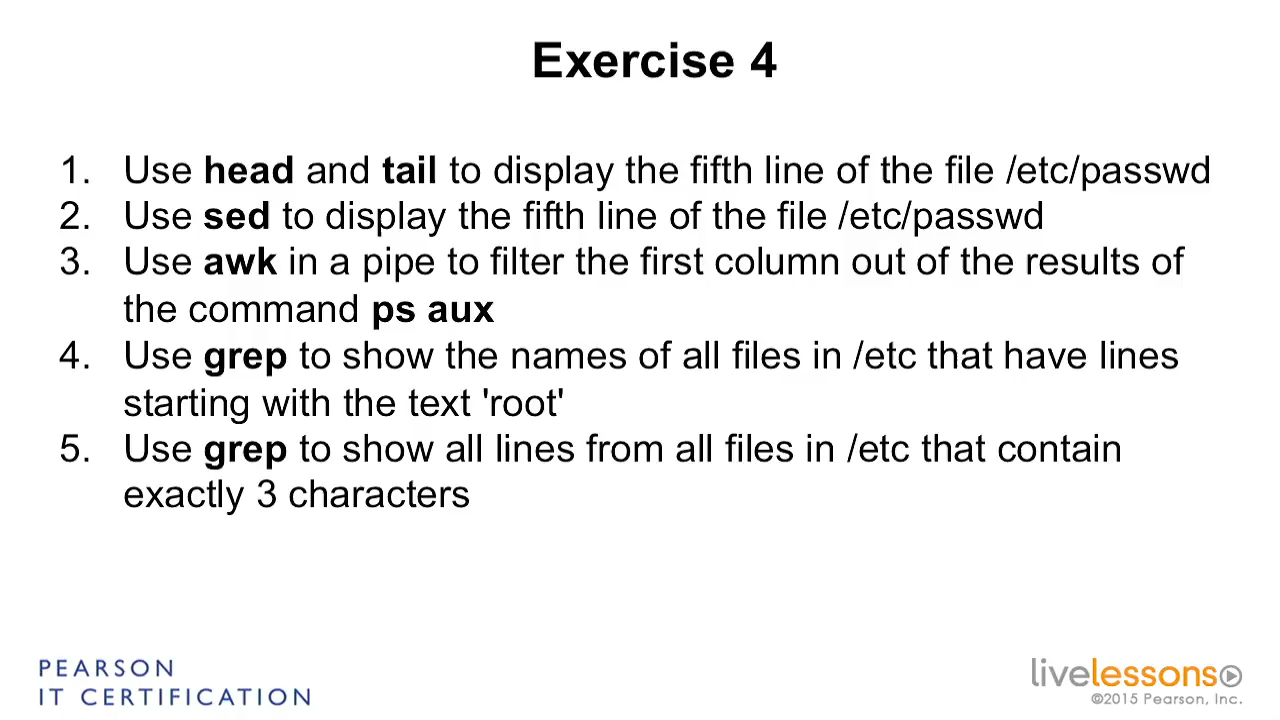 Exercise 4
1. Use head and tail to display the fifth line of the file /etc/passwd
2. Use sed to display the fifth line of the file /etc/passwd
3. Use awk in a pipe to filter the first column out of the results of
the command ps aux
4. Use grep to show the names of all files in /etc that have lines
starting with the text 'root'
5. Use grep to show all lines from all files in /etc that contain
exactly 3 characters
PEARSON
IT CERTIFICATION
livelessons
©2015 Pearson, Inc.